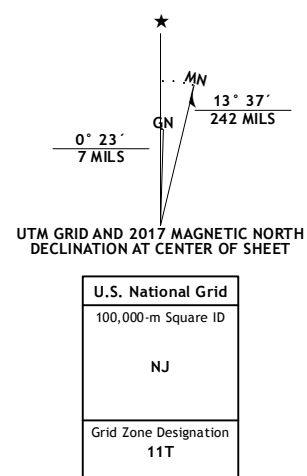 MN
GN
13° 37´
242 MILS
0° 23´
7 MILS
UTM GRID AND 2017 MAGNETIC NORTH
DECLINATION AT CENTER OF SHEET
U.S. National Grid
100,000-m Square ID
NJ
Grid Zone Designation
11T